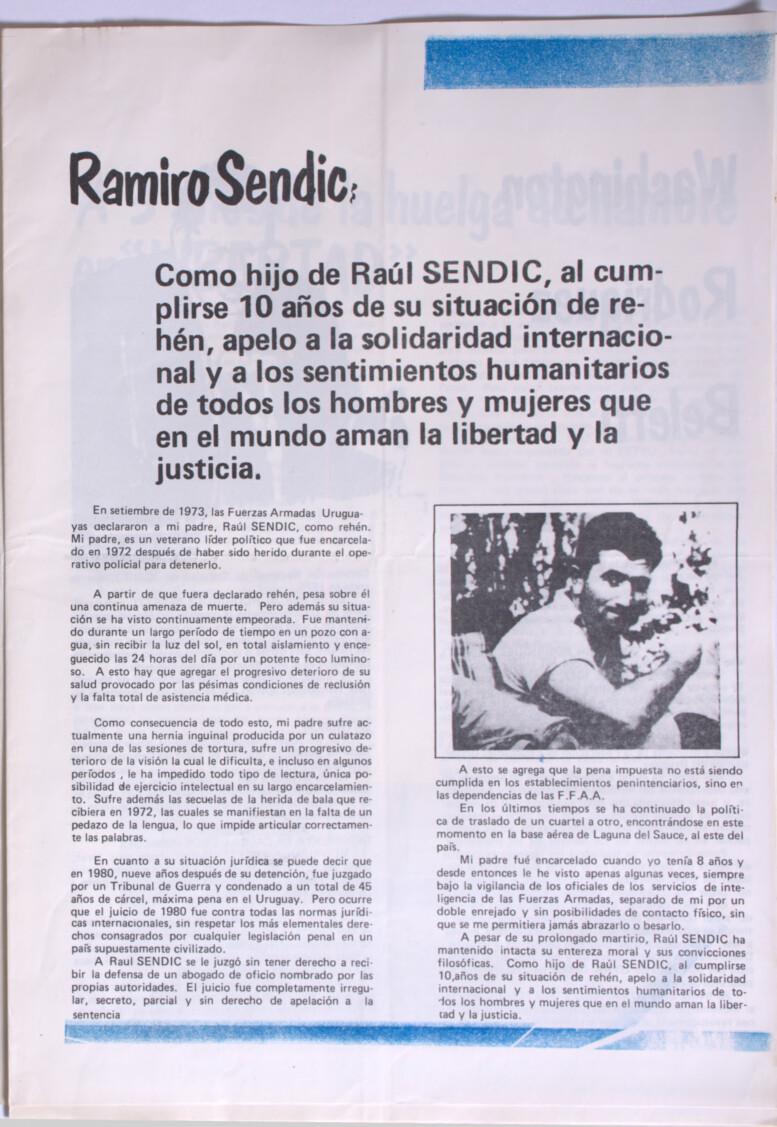 Ramiro Sendic;
Como hijo de Raúl SENDIC, al cum-
plirse 10 años de su situación de re-
hén, apelo a la solidaridad internacio-
nal y a los sentimientos humanitarios
de todos los hombres y mujeres que
en el mundo aman la libertad y la
justicia.
En setiembre de 1973, las Fuerzas Armadas Urugua-
yas declararon a mi padre, Raúl SENDIC, como rehén.
Mi padre, es un veterano líder político que fue encarcela-
do en 1972 después de haber sido herido durante el ope-
rativo policial para detenerlo.
A partir de que fuera declarado rehén, pesa sobre él
una continua amenaza de muerte. Pero además su situa-
ción se ha visto continuamente empeorada. Fue manteni-
do durante un largo período de tiempo en un pozo con a-
gua, sin recibir la luz del sol, en total aislamiento y ence-
guecido las 24 horas del día por un potente foco lumino-
so. A esto hay que agregar el progresivo deterioro de su
salud provocado por las pésimas condiciones de reclusión
y la falta total de asistencia médica.
Como consecuencia de todo esto, mi padre sufre ac-
tualmente una hernia inguinal producida por un culatazo
en una de las sesiones de tortura, sufre un progresivo de-
terioro de la visión la cual le dificulta, e incluso en algunos
períodos , le ha impedido todo tipo de lectura, única po-
sibilidad de ejercicio intelectual en su largo encarcelamien-
to. Sufre además las secuelas de la herida de bala que re-
cibiera en 1972, las cuales se manifiestan en la falta de un
pedazo de la lengua, lo que impide articular correctamen-
te las palabras.
En cuanto a su situación jurídica se puede decir que
en 1980, nueve años después de su detención, fue juzgado
por un Tribunal de Guerra y condenado a un total de 45
años de cárcel, máxima pena en el Uruguay. Pero ocurre
que el juicio de 1980 fue contra todas las normas jurídi-
cas internacionales, sin respetar los más elementales dere-
chos consagrados por cualquier legislación penal en un
país supuestamente civilizado.
A Raul SENDIC se le juzgó sin tener derecho a reci-
bir la defensa de un abogado de oficio nombrado por las
propias autoridades. El juicio fue completamente irregu-
lar, secreto, parcial y sin derecho de apelación a la
sentencia
A esto se agrega que la pena impuesta no está siendo
cumplida en los establecimientos penintenciarios, sino en
las dependencias de las F.F.A.A.
En los últimos tiempos se ha continuado la políti-
ca de traslado de un cuartel a otro, encontrándose en este
momento en la base aérea de Laguna del Sauce, al este del
país.
Mi padre fué encarcelado cuando yo tenía 8 años y
desde entonces le he visto apenas algunas veces, siempre
bajo la vigilancia de los oficiales de los servicios de inte-
ligencia de las Fuerzas Armadas, separado de mi por un
doble enrejado y sin posibilidades de contacto físico, sin
que se me permitiera jamás abrazarlo o besarlo.
A pesar de su prolongado martirio, Raúl SENDIC ha
mantenido intacta su entereza moral y sus convicciones
filosóficas. Como hijo de Raúl SENDIC, al cumplirse
10 años de su situación de rehén, apelo a la solidaridad
internacional y a los sentimientos humanitarios de to-
dos los hombres y mujeres que en el mundo aman la liber-
tad y la justicia.